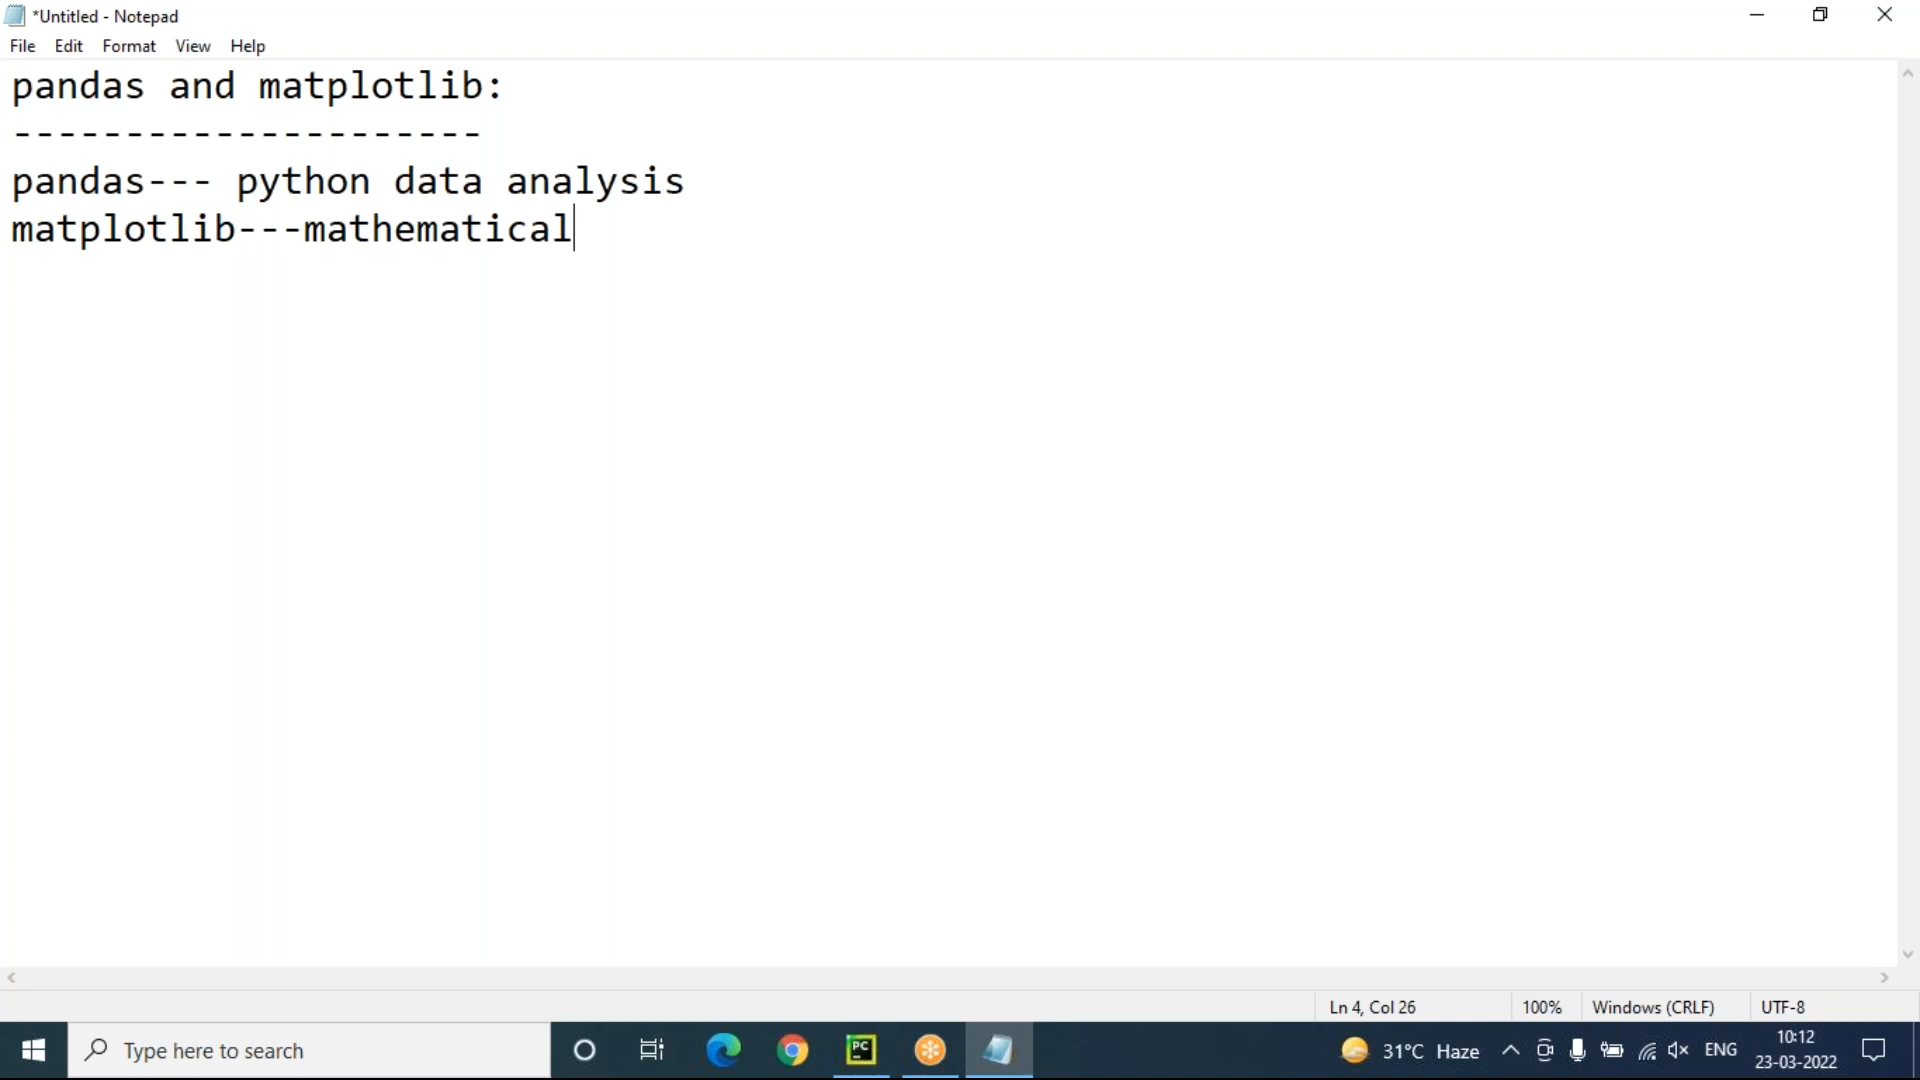 *Untitled - Notepad
File Edit Format View Help
pandas and matplotlib:
---------------------
pandas--- python data analysis
matplotlib---mathematical
Ln 4, Col 26 100% Windows (CRLF) UTF-8
Type here to search PC 31°C Haze ENG 10:12
23-03-2022